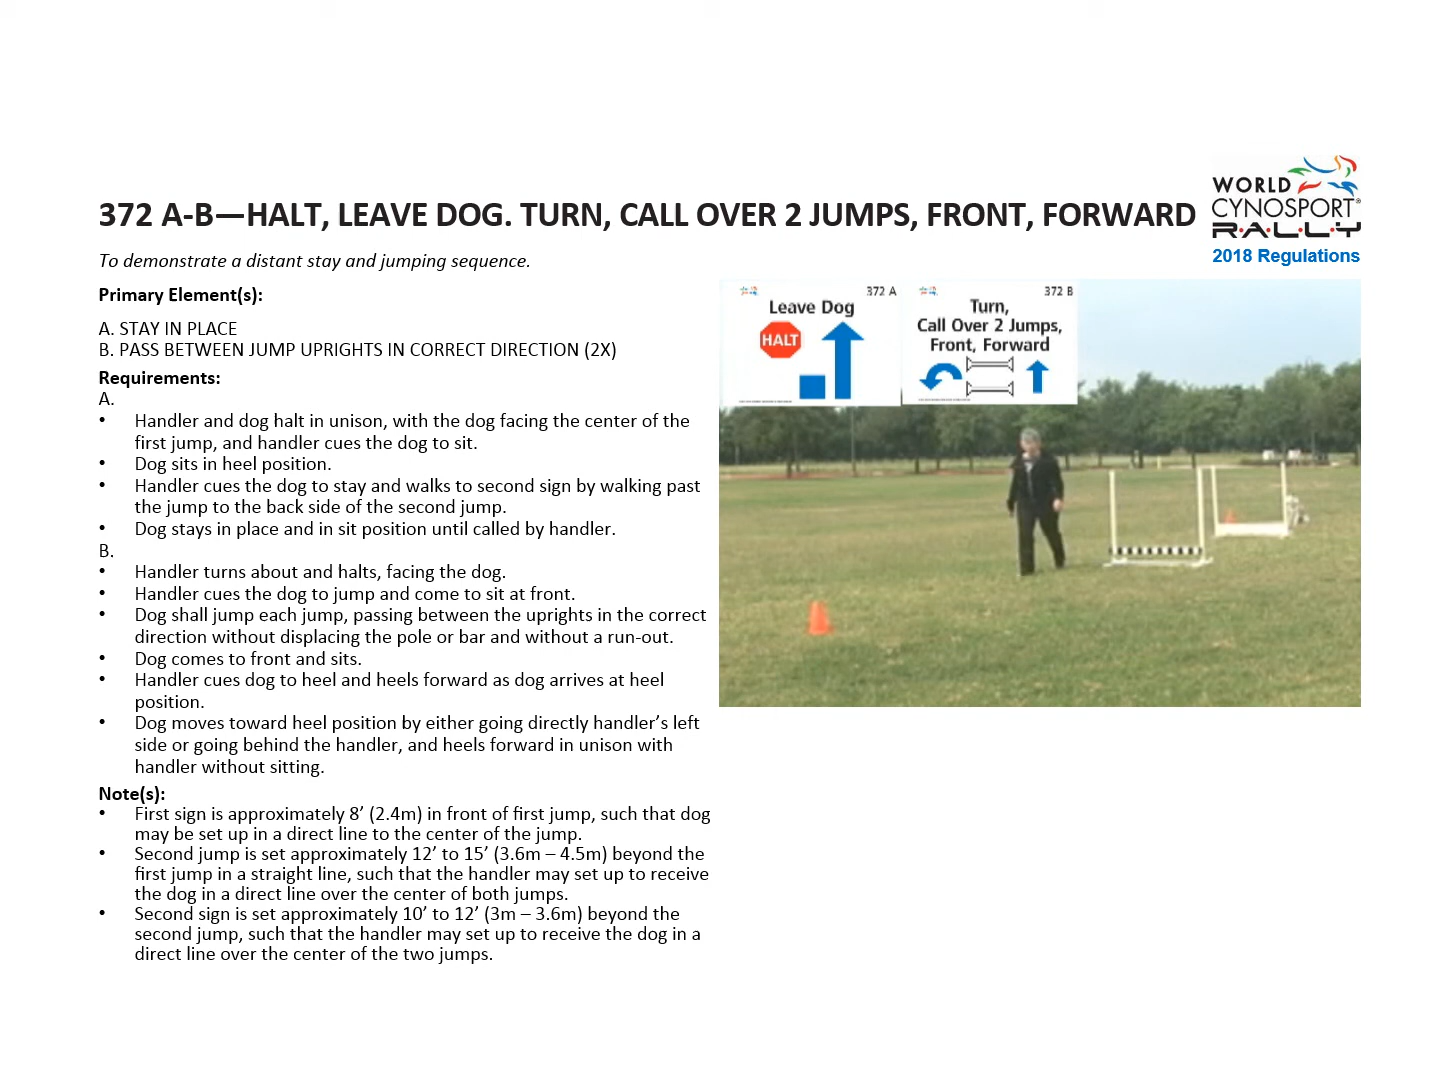 WORLD
CYNOSPORT®
R.A.L.L.Y
2018 Regulations
372 A-B—HALT, LEAVE DOG. TURN, CALL OVER 2 JUMPS, FRONT, FORWARD
To demonstrate a distant stay and jumping sequence.
Primary Element(s):
A. STAY IN PLACE
B. PASS BETWEEN JUMP UPRIGHTS IN CORRECT DIRECTION (2X)
Requirements:
A.
• Handler and dog halt in unison, with the dog facing the center of the
first jump, and handler cues the dog to sit.
• Dog sits in heel position.
• Handler cues the dog to stay and walks to second sign by walking past
the jump to the back side of the second jump.
• Dog stays in place and in sit position until called by handler.
B.
• Handler turns about and halts, facing the dog.
• Handler cues the dog to jump and come to sit at front.
• Dog shall jump each jump, passing between the uprights in the correct
direction without displacing the pole or bar and without a run-out.
• Dog comes to front and sits.
• Handler cues dog to heel and heels forward as dog arrives at heel
position.
• Dog moves toward heel position by either going directly handler's left
side or going behind the handler, and heels forward in unison with
handler without sitting.
Note(s):
• First sign is approximately 8' (2.4m) in front of first jump, such that dog
may be set up in a direct line to the center of the jump.
• Second jump is set approximately 12' to 15' (3.6m – 4.5m) beyond the
first jump in a straight line, such that the handler may set up to receive
the dog in a direct line over the center of both jumps.
• Second sign is set approximately 10' to 12' (3m – 3.6m) beyond the
second jump, such that the handler may set up to receive the dog in a
direct line over the center of the two jumps.
372 A
Leave Dog
HALT
372 B
Turn,
Call Over 2 Jumps,
Front, Forward